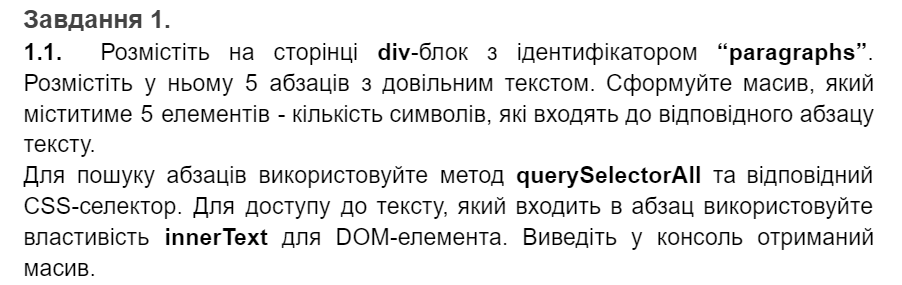 Завдання 1.
1.1. Розмістіть на сторінці div-блок з ідентифікатором “paragraphs”.
Розмістіть у ньому 5 абзаців з довільним текстом. Сформуйте масив, який
міститиме 5 елементів - кількість символів, які входять до відповідного абзацу
тексту.
Для пошуку абзаців використовуйте метод querySelectorAll та відповідний
CSS-селектор. Для доступу до тексту, який входить в абзац використовуйте
властивість innerText для DOM-елемента. Виведіть у консоль отриманий
масив.